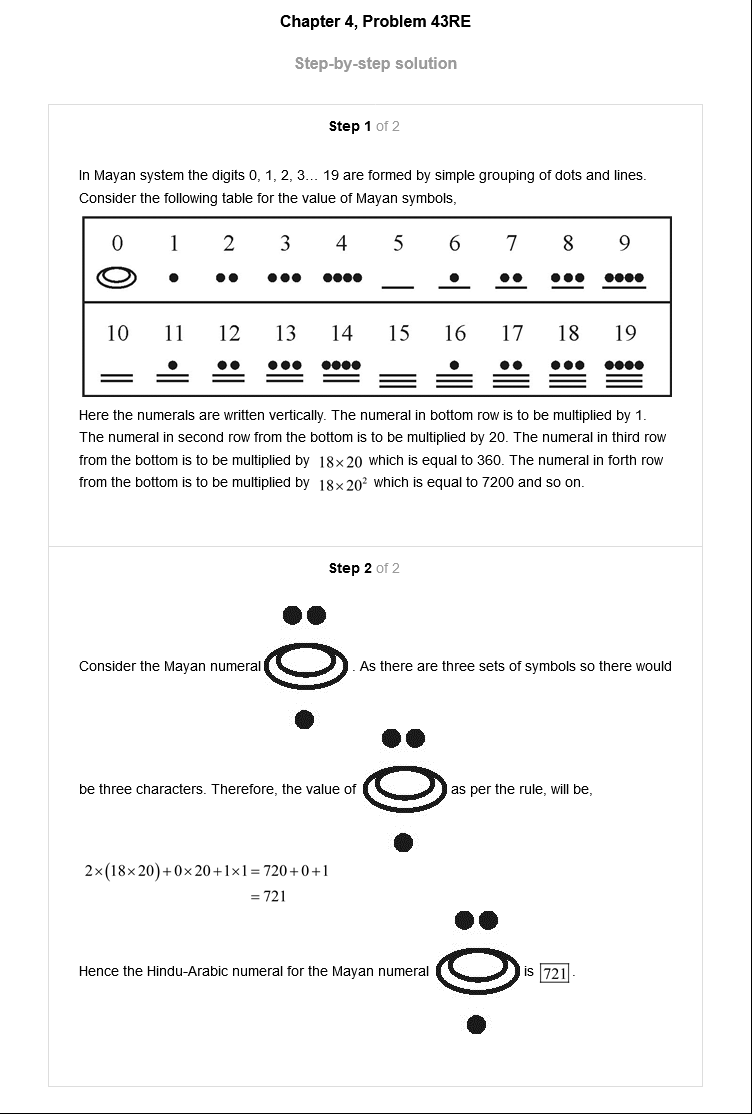 Chapter 4, Problem 43RE
Step-by-step solution
Step 1 of 2
In Mayan system the digits 0, 1, 2, 3... 19 are formed by simple grouping of dots and lines.
Consider the following table for the value of Mayan symbols,
0 1 2 3 4 5 6 7 8 9
10 11 12 13 14 15 16 17 18 19
Here the numerals are written vertically. The numeral in bottom row is to be multiplied by 1.
The numeral in second row from the bottom is to be multiplied by 20. The numeral in third row
from the bottom is to be multiplied by 18×20 which is equal to 360. The numeral in forth row
from the bottom is to be multiplied by 18×20² which is equal to 7200 and so on.
Step 2 of 2
Consider the Mayan numeral . As there are three sets of symbols so there would
be three characters. Therefore, the value of as per the rule, will be,
2×(18×20)+0×20+1×1=720+0+1
=721
Hence the Hindu-Arabic numeral for the Mayan numeral is 721.